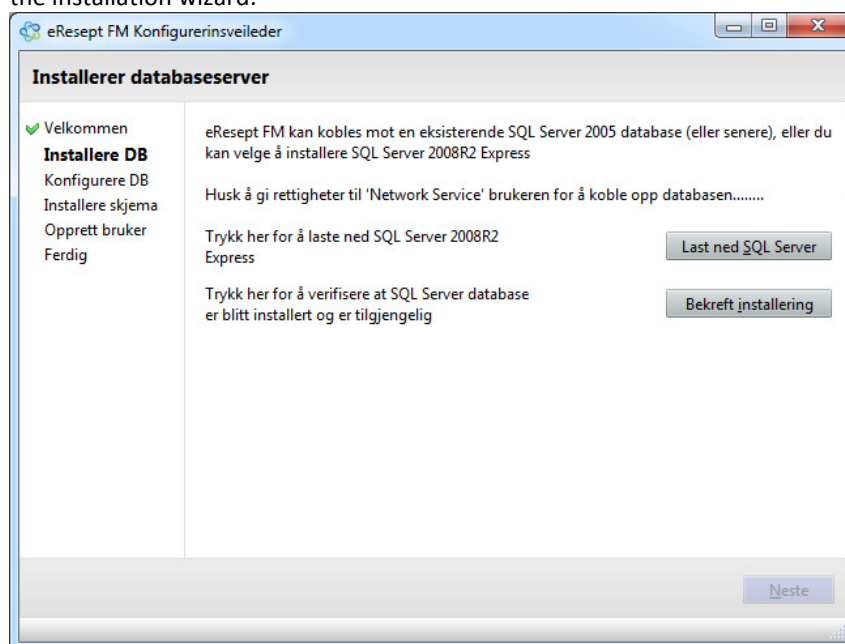 the installation wizard.
eResept FM Konfigurerinsveileder
Installerer databaseserver
Velkommen
Installere DB
Konfigurere DB
Installere skjema
Opprett bruker
Ferdig
eResept FM kan kobles mot en eksisterende SQL Server 2005 database (eller senere), eller du
kan velge å installere SQL Server 2008R2 Express
Husk å gi rettigheter til 'Network Service' brukeren for å koble opp databasen........
Trykk her for å laste ned SQL Server 2008R2
Express
Last ned SQL Server
Trykk her for å verifisere at SQL Server database
er blitt installert og er tilgjengelig
Bekreft installering
Neste